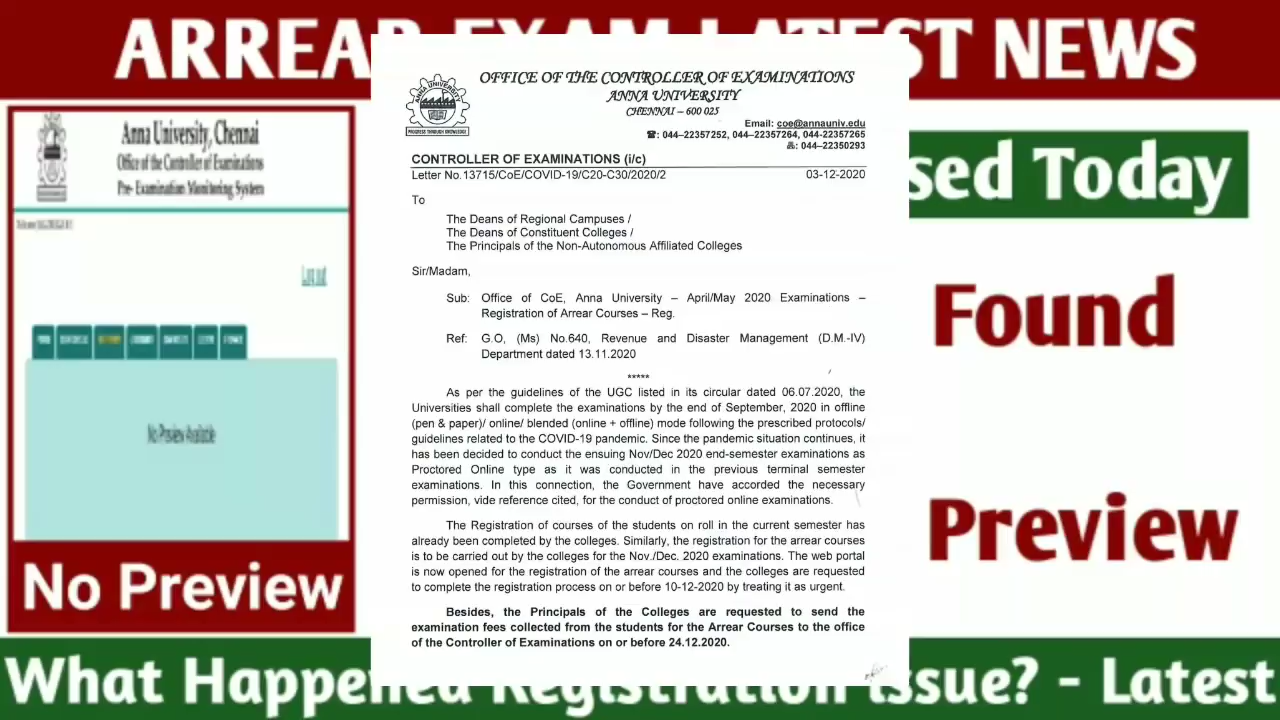 ARREAR EXAM LATEST NEWS
Anna University, Chennai
Office of the Controller of Examinations
Pre- Examination Monitoring System
Log out
No Preview Available
No Preview
sed Today
Found
Preview
What Happened Registration Issue? - Latest
OFFICE OF THE CONTROLLER OF EXAMINATIONS
ANNA UNIVERSITY
CHENNAI – 600 025
ANNA UNIVERSITY
PROGRESS THROUGH KNOWLEDGE
Email: coe@annauniv.edu
☎: 044–22357252, 044–22357264, 044-22357265
044–22350293
CONTROLLER OF EXAMINATIONS (i/c)
Letter No.13715/CoE/COVID-19/C20-C30/2020/2 03-12-2020
To
The Deans of Regional Campuses /
The Deans of Constituent Colleges /
The Principals of the Non-Autonomous Affiliated Colleges
Sir/Madam,
Sub: Office of CoE, Anna University – April/May 2020 Examinations –
Registration of Arrear Courses – Reg.
Ref: G.O, (Ms) No.640, Revenue and Disaster Management (D.M.-IV)
Department dated 13.11.2020
*****
As per the guidelines of the UGC listed in its circular dated 06.07.2020, the
Universities shall complete the examinations by the end of September, 2020 in offline
(pen & paper)/ online/ blended (online + offline) mode following the prescribed protocols/
guidelines related to the COVID-19 pandemic. Since the pandemic situation continues, it
has been decided to conduct the ensuing Nov/Dec 2020 end-semester examinations as
Proctored Online type as it was conducted in the previous terminal semester
examinations. In this connection, the Government have accorded the necessary
permission, vide reference cited, for the conduct of proctored online examinations.
The Registration of courses of the students on roll in the current semester has
already been completed by the colleges. Similarly, the registration for the arrear courses
is to be carried out by the colleges for the Nov./Dec. 2020 examinations. The web portal
is now opened for the registration of the arrear courses and the colleges are requested
to complete the registration process on or before 10-12-2020 by treating it as urgent.
Besides, the Principals of the Colleges are requested to send the
examination fees collected from the students for the Arrear Courses to the office
of the Controller of Examinations on or before 24.12.2020.